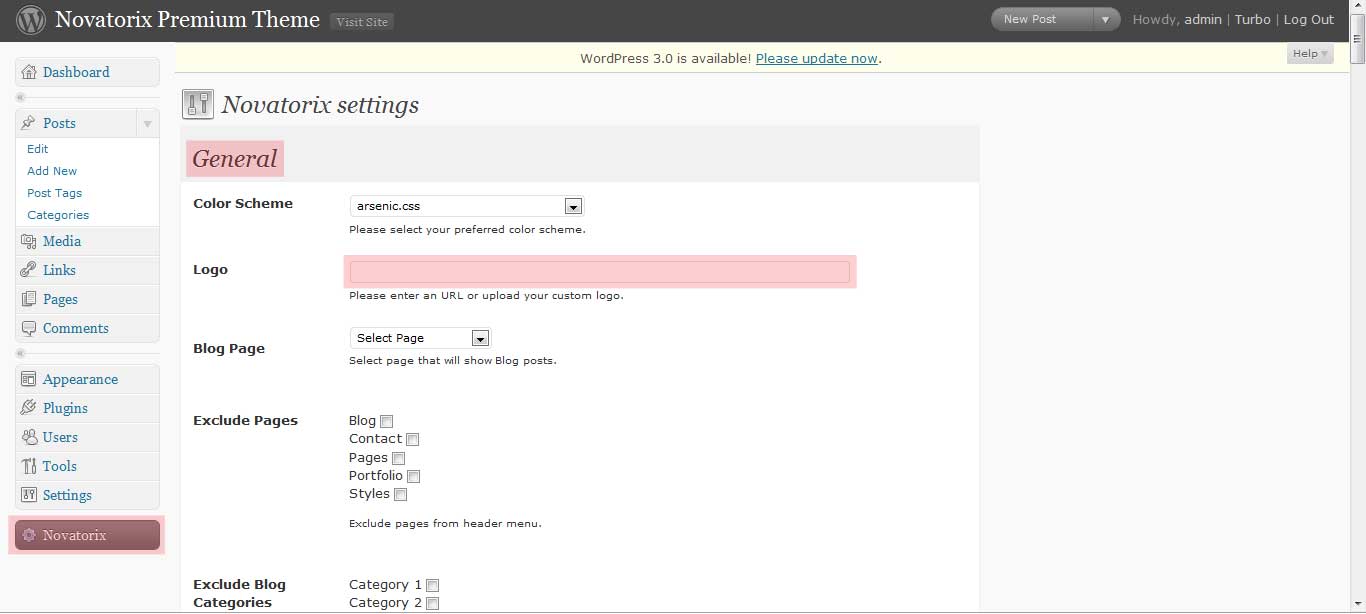 Novatorix Premium Theme Visit Site New Post Howdy, admin | Turbo | Log Out
WordPress 3.0 is available! Please update now. Help
Dashboard
Posts
Edit
Add New
Post Tags
Categories
Media
Links
Pages
Comments
Appearance
Plugins
Users
Tools
Settings
Novatorix
Novatorix settings
General
Color Scheme arsenic.css
Please select your preferred color scheme.
Logo
Please enter an URL or upload your custom logo.
Blog Page Select Page
Select page that will show Blog posts.
Exclude Pages Blog
Contact
Pages
Portfolio
Styles
Exclude pages from header menu.
Exclude Blog Category 1
Categories Category 2